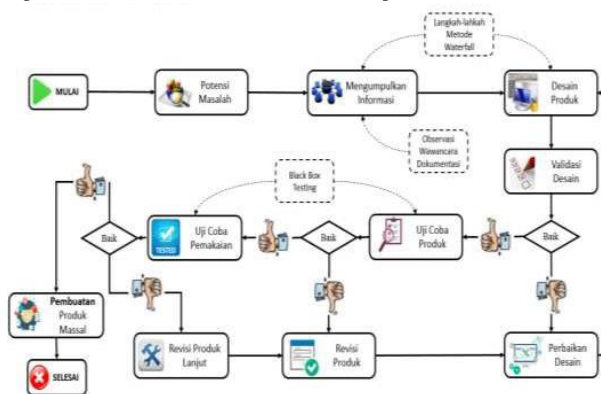 Langkah-lahkah
Metode
Waterfall
MULAI
Potensi
Masalah
Mengumpulkan
Informasi
Desain
Produk
Observasi
Wawancara
Dokumentasi
Validasi
Desain
Black Box
Testing
Baik
TESTED
Uji Coba
Pemakaian
Baik
Uji Coba
Produk
Baik
Pembuatan
Produk
Massal
Revisi Produk
Lanjut
Revisi
Produk
Perbaikan
Desain
SELESAI